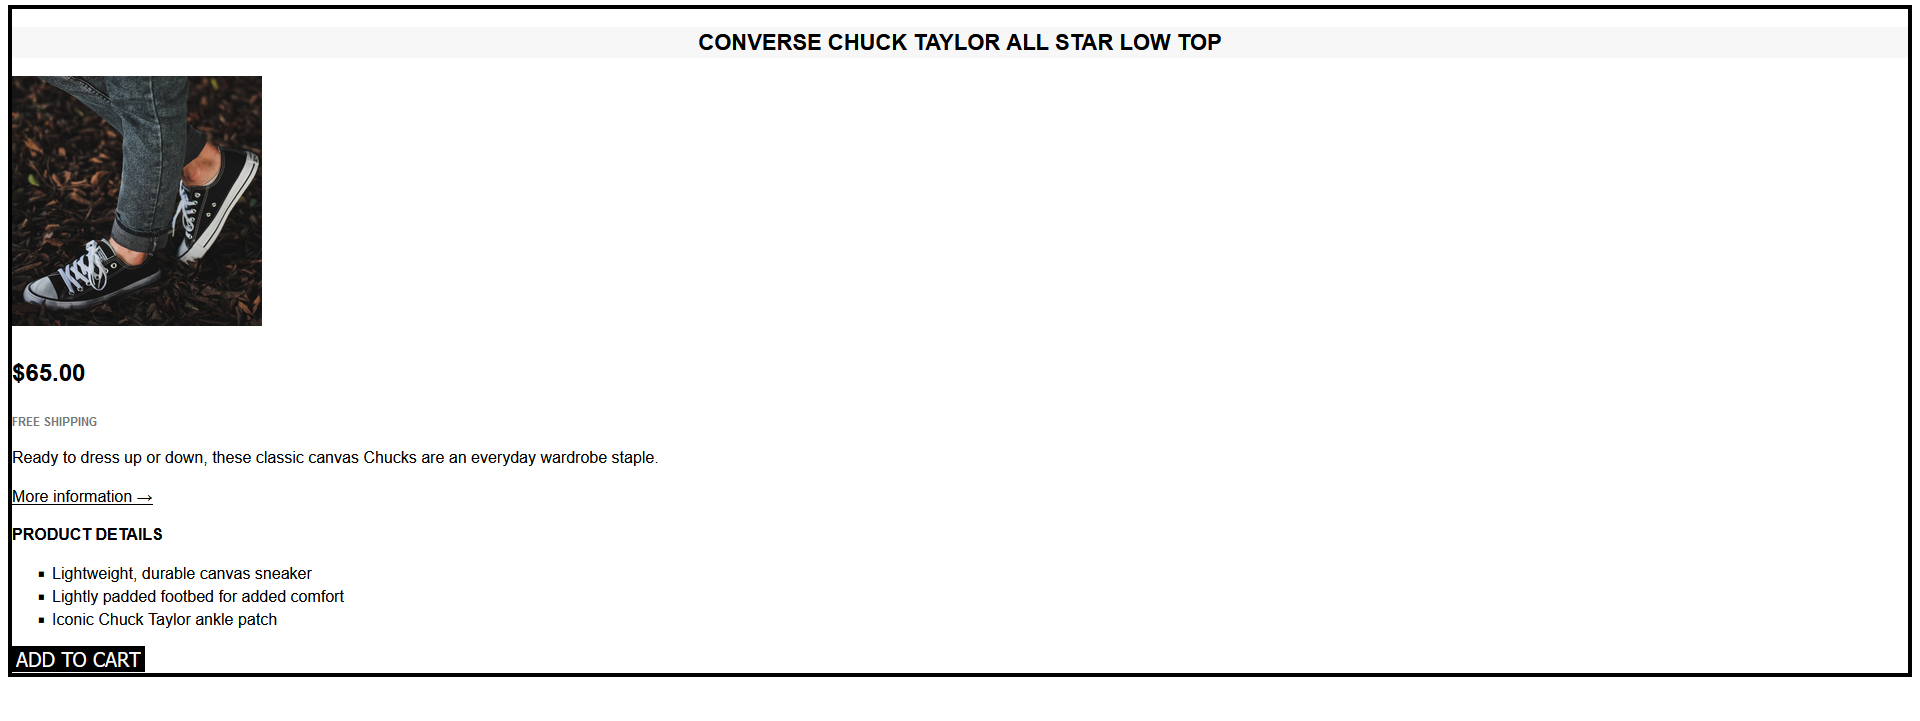 CONVERSE CHUCK TAYLOR ALL STAR LOW TOP
$65.00
FREE SHIPPING
Ready to dress up or down, these classic canvas Chucks are an everyday wardrobe staple.
More information →
PRODUCT DETAILS
Lightweight, durable canvas sneaker
Lightly padded footbed for added comfort
Iconic Chuck Taylor ankle patch
ADD TO CART